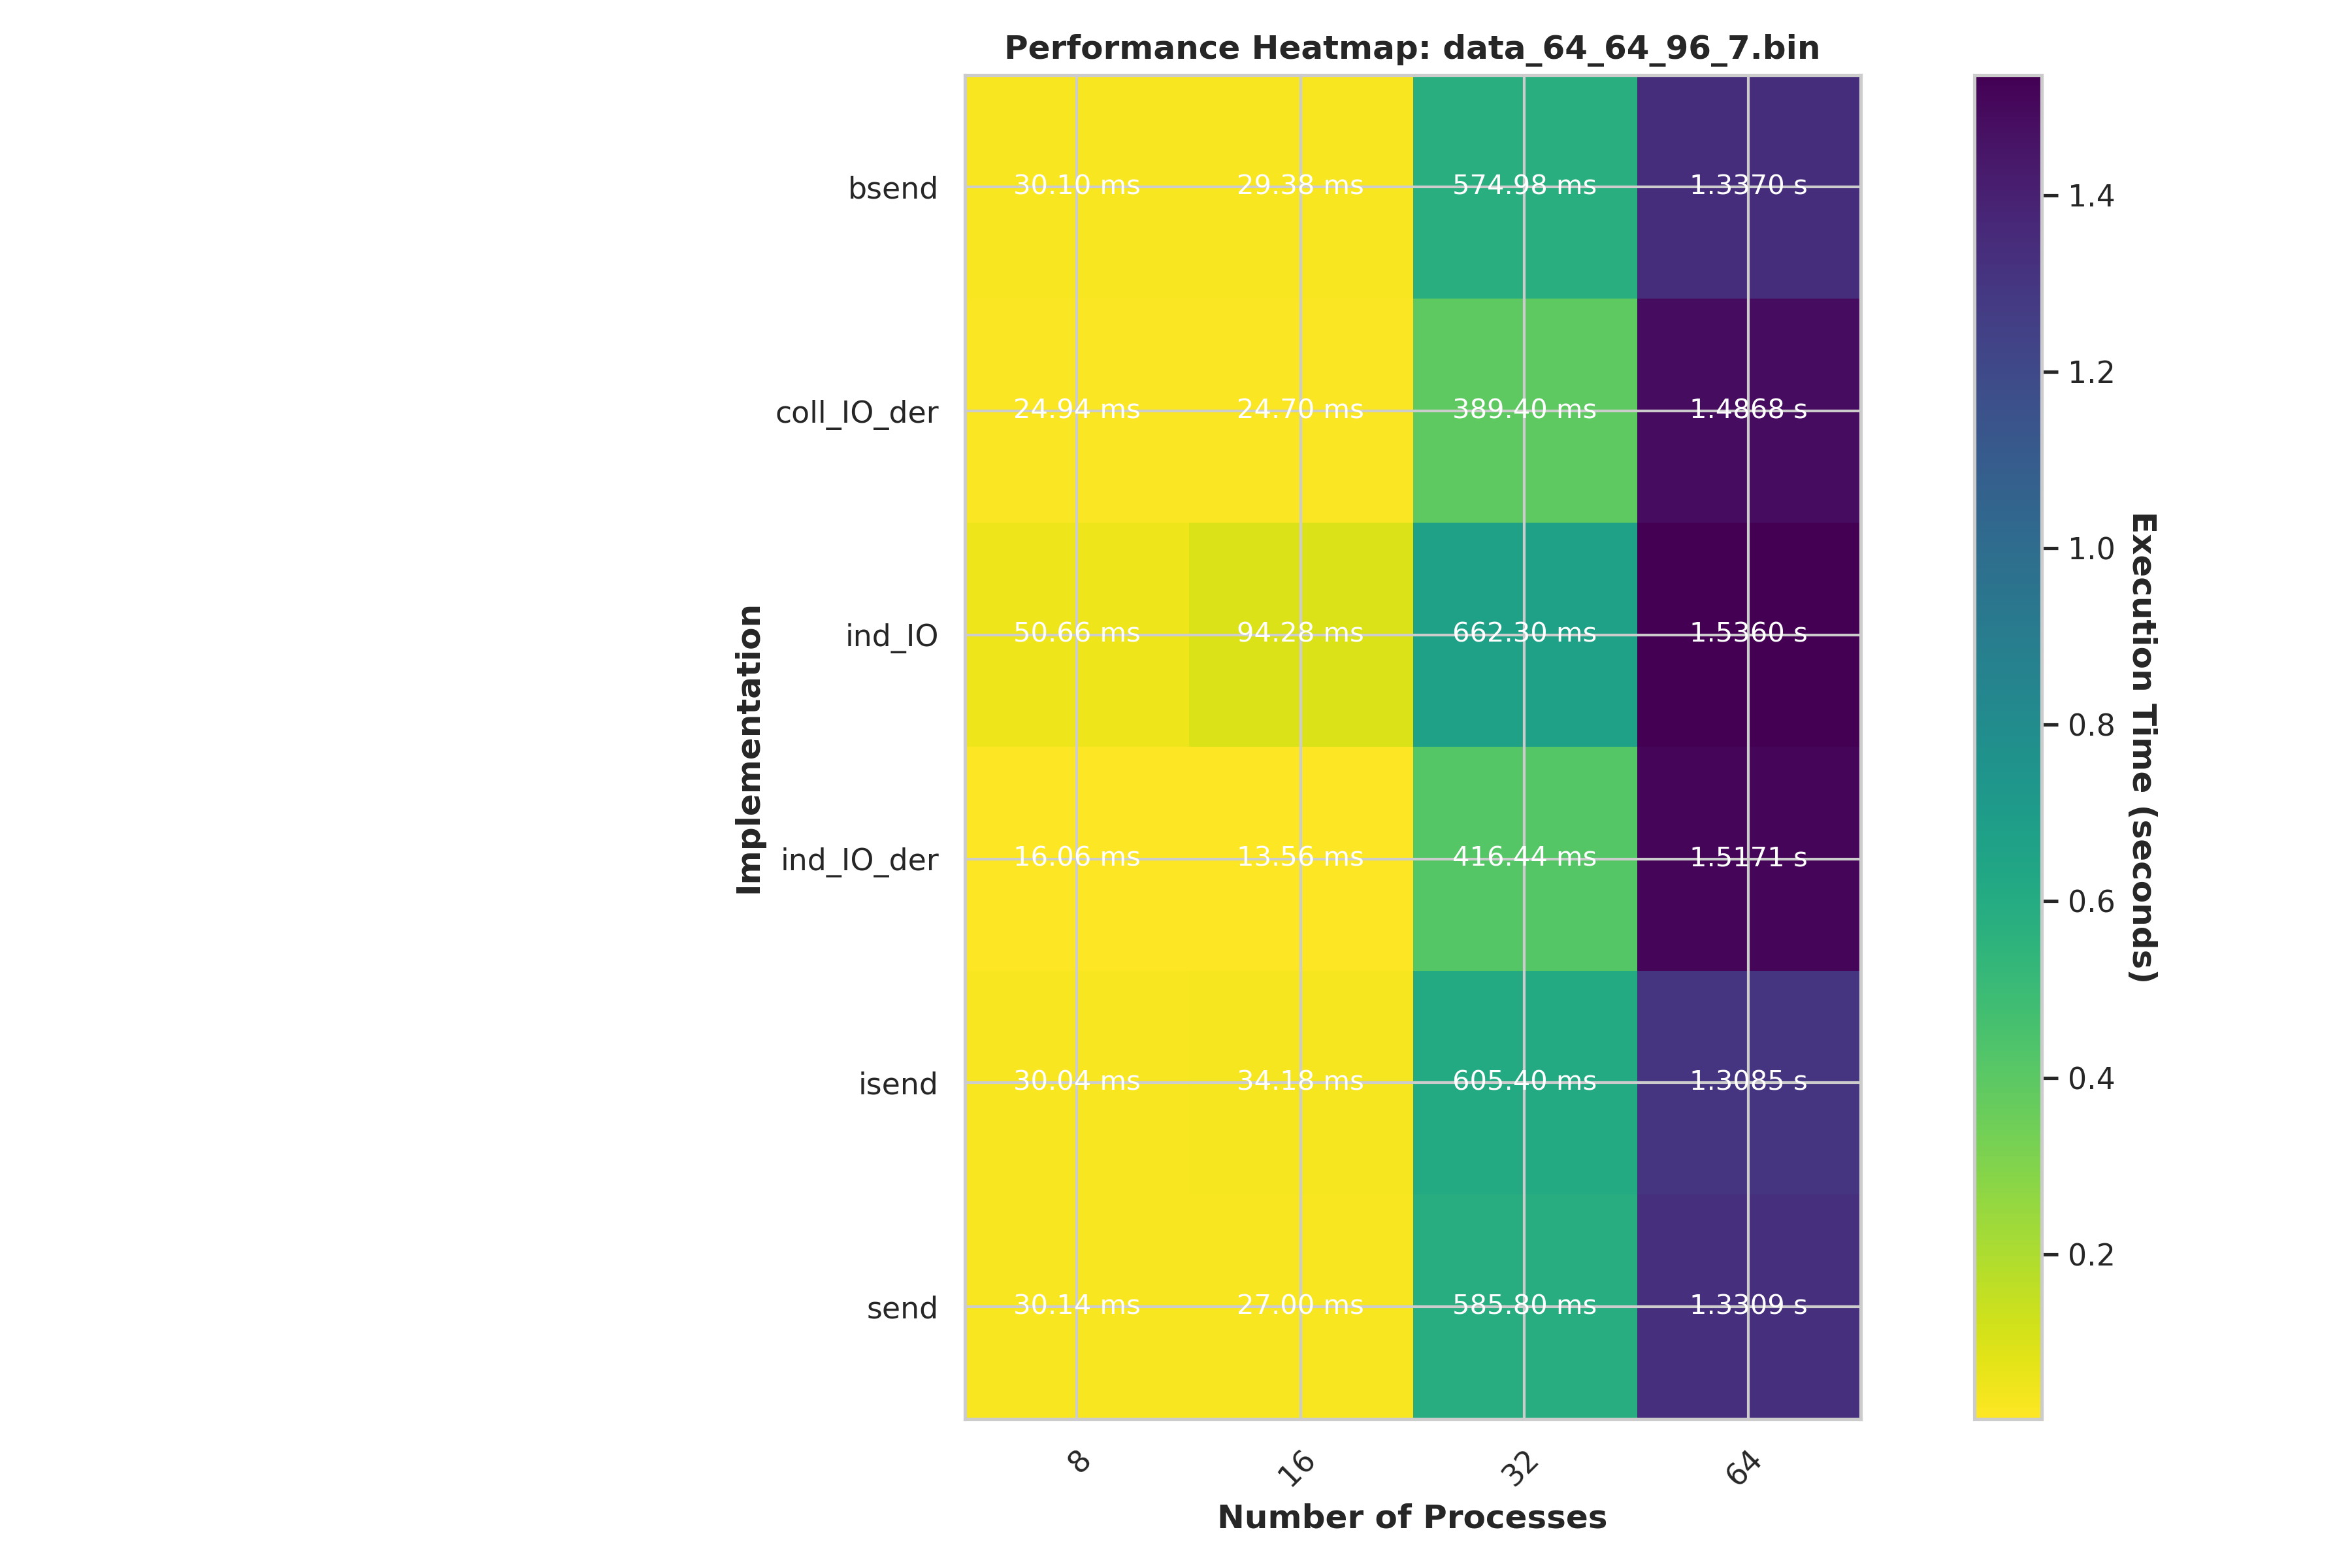 Performance Heatmap: data_64_64_96_7.bin
bsend
30.10 ms 29.38 ms 574.98 ms 1.3370 s
coll_IO_der
24.94 ms 24.70 ms 389.40 ms 1.4868 s
ind_IO
50.66 ms 94.28 ms 662.30 ms 1.5360 s
ind_IO_der
16.06 ms 13.56 ms 416.44 ms 1.5171 s
isend
30.04 ms 34.18 ms 605.40 ms 1.3085 s
send
30.14 ms 27.00 ms 585.80 ms 1.3309 s
Implementation
8 16 32 64
Number of Processes
1.4
1.2
1.0
0.8
0.6
0.4
0.2
Execution Time (seconds)